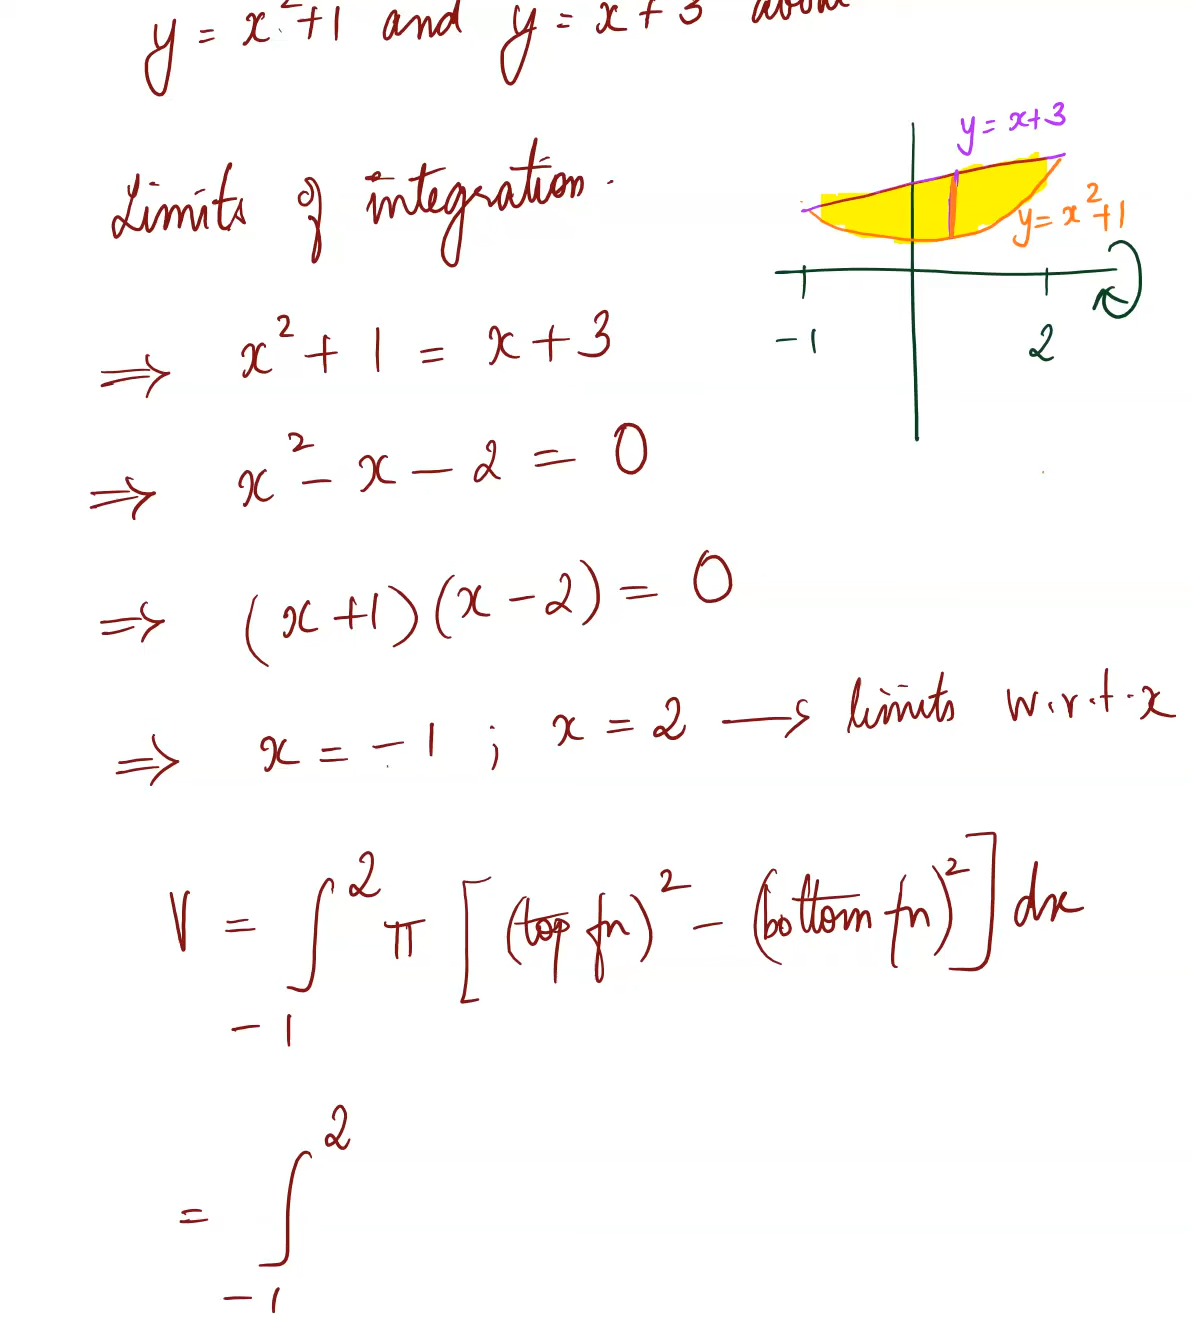 y = x²+1 and y = x+3 about
y = x+3
Limits of integration.
y = x²+1
⇒ x² + 1 = x + 3
-1 2
⇒ x² - x - 2 = 0
⇒ (x+1)(x-2) = 0
⇒ x = -1 ; x = 2 → limits w.r.t.x
V = ∫₋₁² π [(top fn)² - (bottom fn)²] dx
= ∫₋₁²